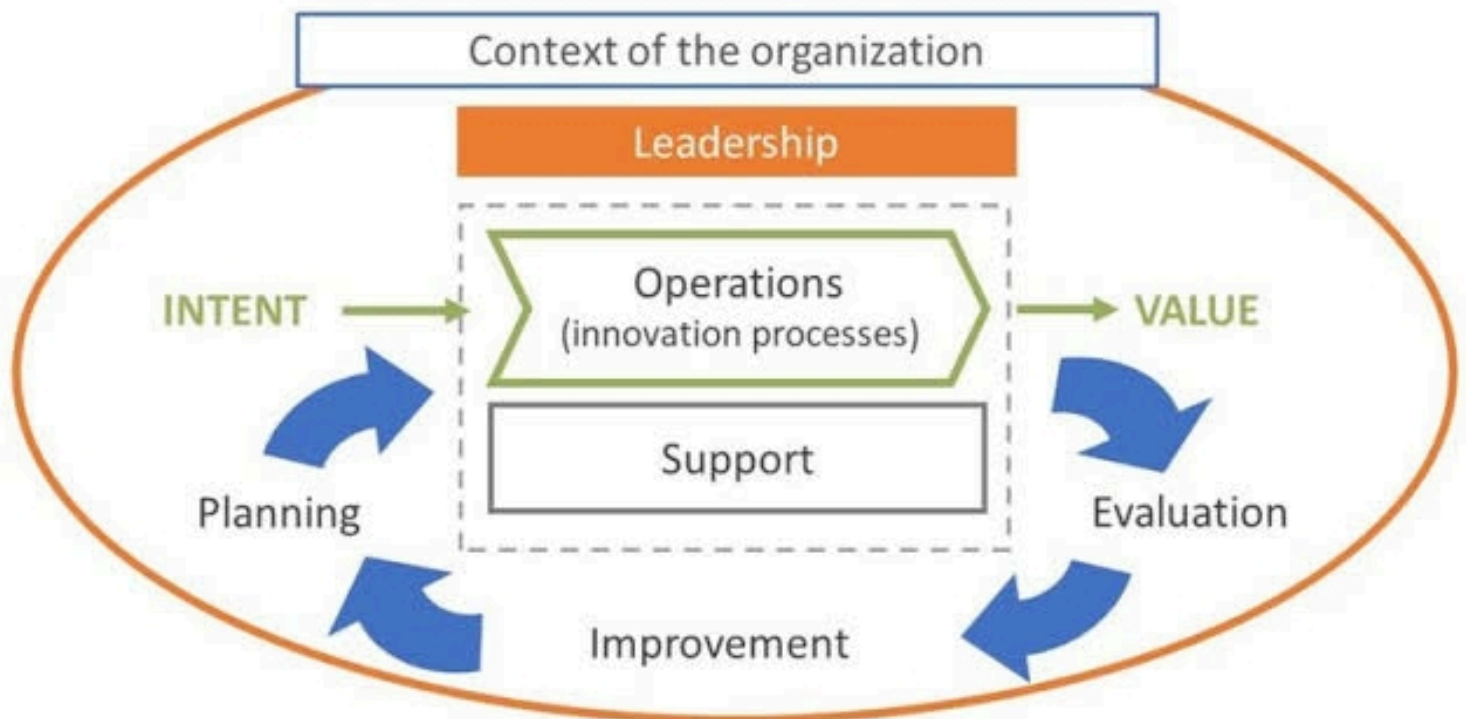 Context of the organization
Leadership
INTENT
Operations
(innovation processes)
VALUE
Support
Planning
Evaluation
Improvement